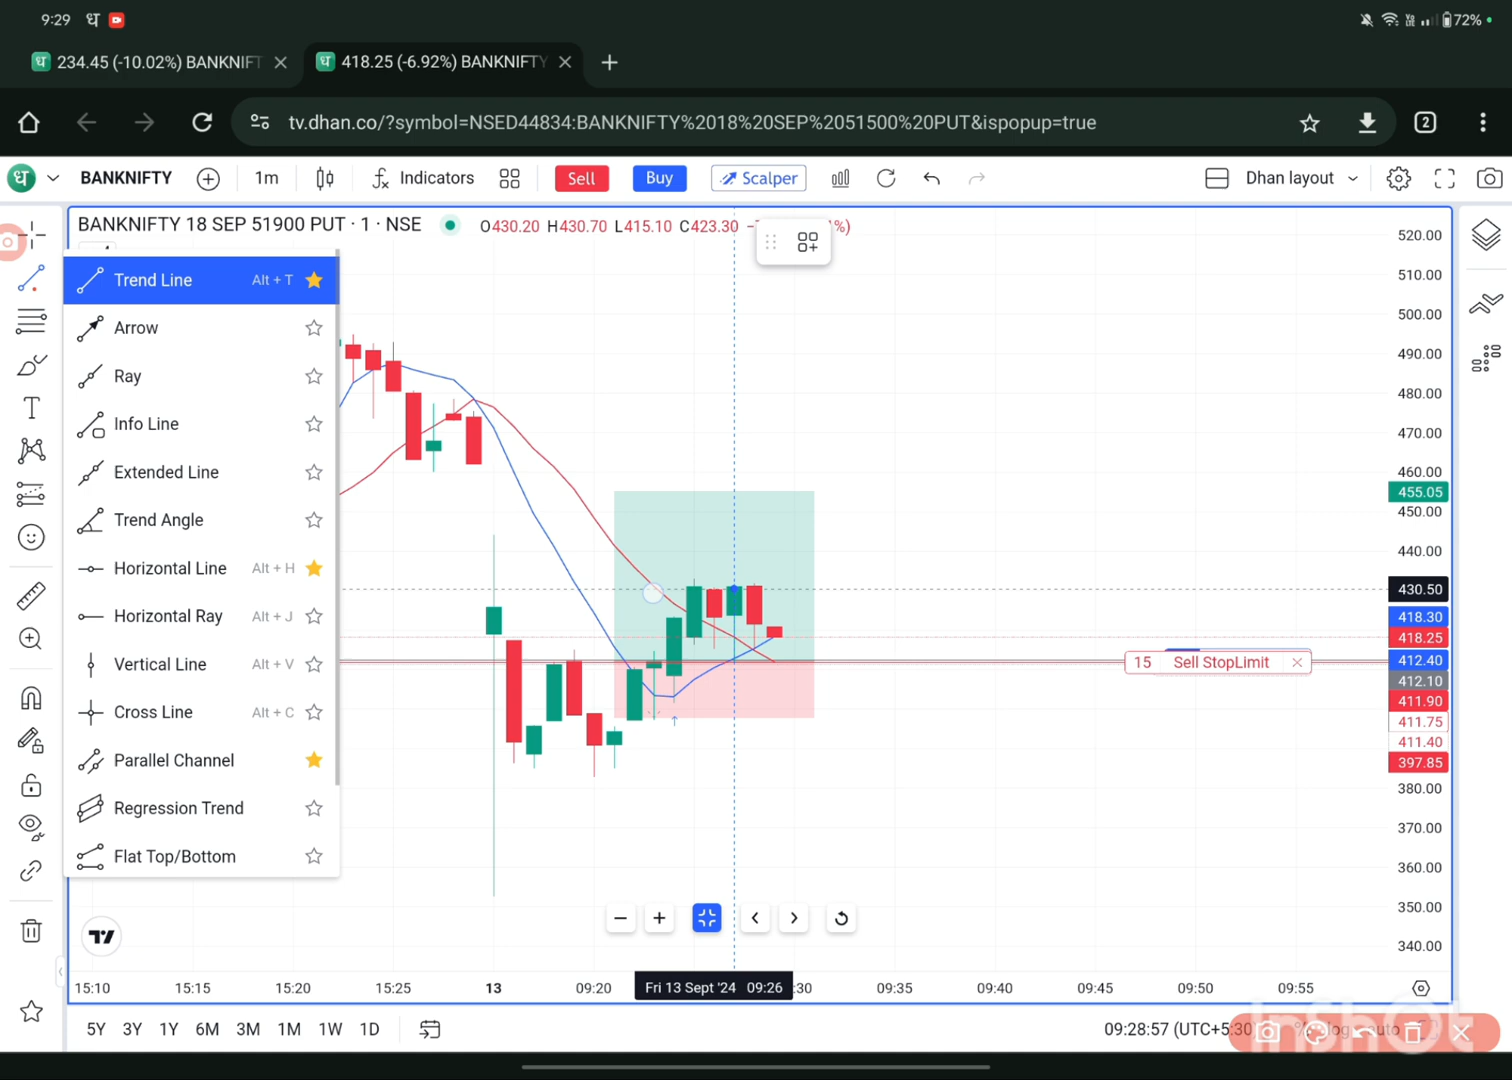 9:29 ध 72%
ध 234.45 (-10.02%) BANKNIFT
ध 418.25 (-6.92%) BANKNIFTY
tv.dhan.co/?symbol=NSED44834:BANKNIFTY%2018%20SEP%2051500%20PUT&ispopup=true
2
ध BANKNIFTY 1m Indicators Sell Buy Scalper Dhan layout
BANKNIFTY 18 SEP 51900 PUT · 1 · NSE O430.20 H430.70 L415.10 C423.30
Trend Line Alt + T
Arrow
Ray
Info Line
Extended Line
Trend Angle
Horizontal Line Alt + H
Horizontal Ray Alt + J
Vertical Line Alt + V
Cross Line Alt + C
Parallel Channel
Regression Trend
Flat Top/Bottom
15 Sell StopLimit
520.00
510.00
500.00
490.00
480.00
470.00
460.00
455.05
450.00
440.00
430.50
418.30
418.25
412.40
412.10
411.90
411.75
411.40
397.85
380.00
370.00
360.00
350.00
340.00
15:10 15:15 15:20 15:25 13 09:20 Fri 13 Sept '24 09:26 :30 09:35 09:40 09:45 09:50 09:55
5Y 3Y 1Y 6M 3M 1M 1W 1D 09:28:57 (UTC+5:30) % log auto
InShOt